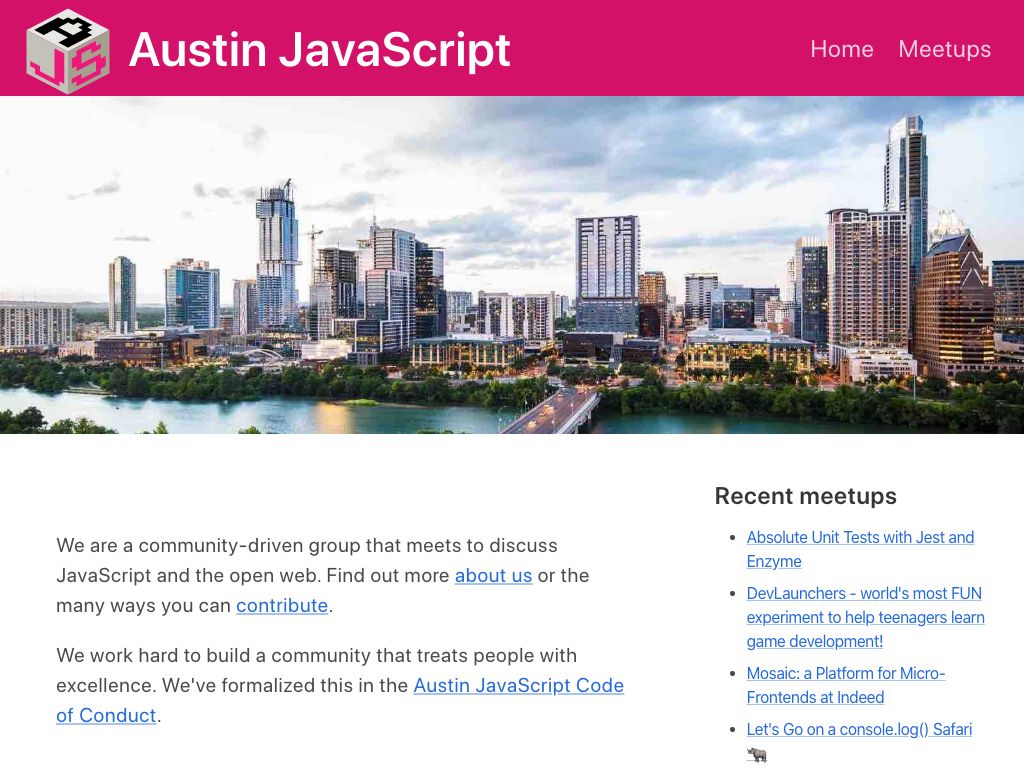 AJS
Austin JavaScript
Home Meetups
We are a community-driven group that meets to discuss
JavaScript and the open web. Find out more about us or the
many ways you can contribute.
We work hard to build a community that treats people with
excellence. We've formalized this in the Austin JavaScript Code
of Conduct.
Recent meetups
Absolute Unit Tests with Jest and
Enzyme
DevLaunchers - world's most FUN
experiment to help teenagers learn
game development!
Mosaic: a Platform for Micro-
Frontends at Indeed
Let's Go on a console.log() Safari
🦏